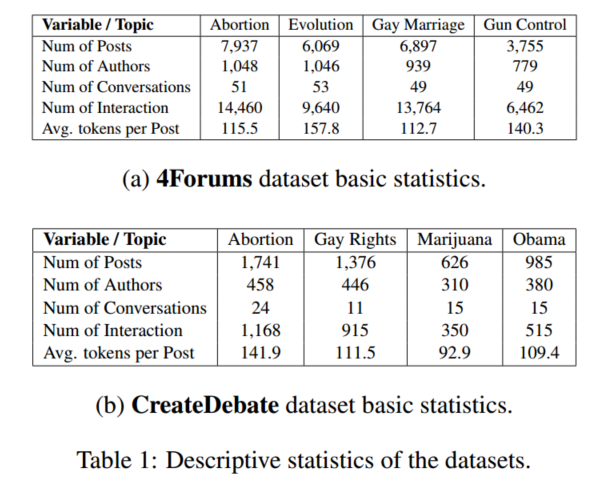 Variable / Topic Abortion Evolution Gay Marriage Gun Control
Num of Posts 7,937 6,069 6,897 3,755
Num of Authors 1,048 1,046 939 779
Num of Conversations 51 53 49 49
Num of Interaction 14,460 9,640 13,764 6,462
Avg. tokens per Post 115.5 157.8 112.7 140.3
(a) 4Forums dataset basic statistics.
Variable / Topic Abortion Gay Rights Marijuana Obama
Num of Posts 1,741 1,376 626 985
Num of Authors 458 446 310 380
Num of Conversations 24 11 15 15
Num of Interaction 1,168 915 350 515
Avg. tokens per Post 141.9 111.5 92.9 109.4
(b) CreateDebate dataset basic statistics.
Table 1: Descriptive statistics of the datasets.